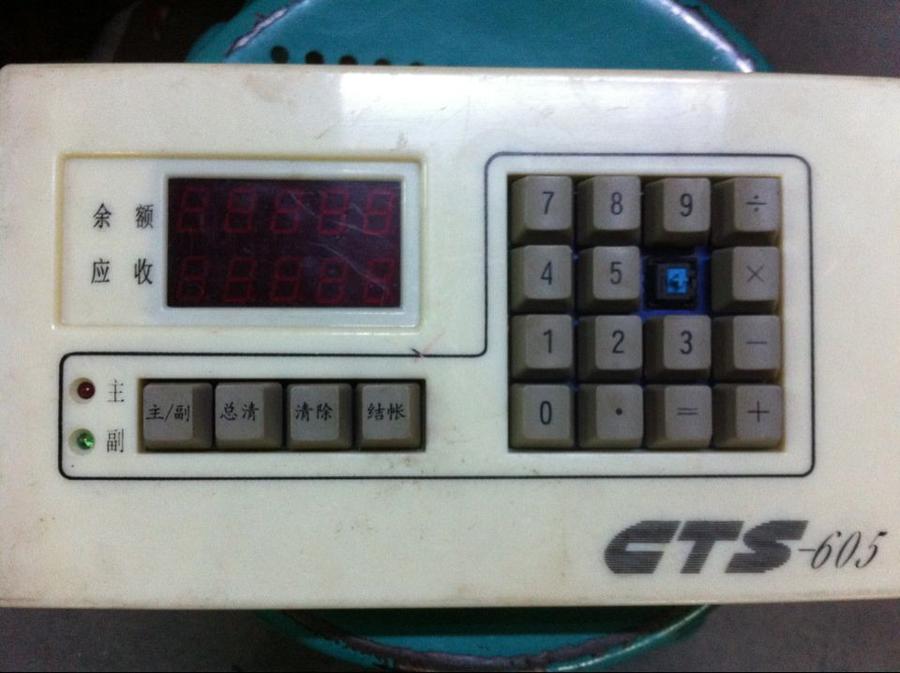 余额
应收
7 8 9 ÷
4 5 ×
1 2 3 −
0 · = +
主
副
主/副 总清 清除 结帐
CTS-605